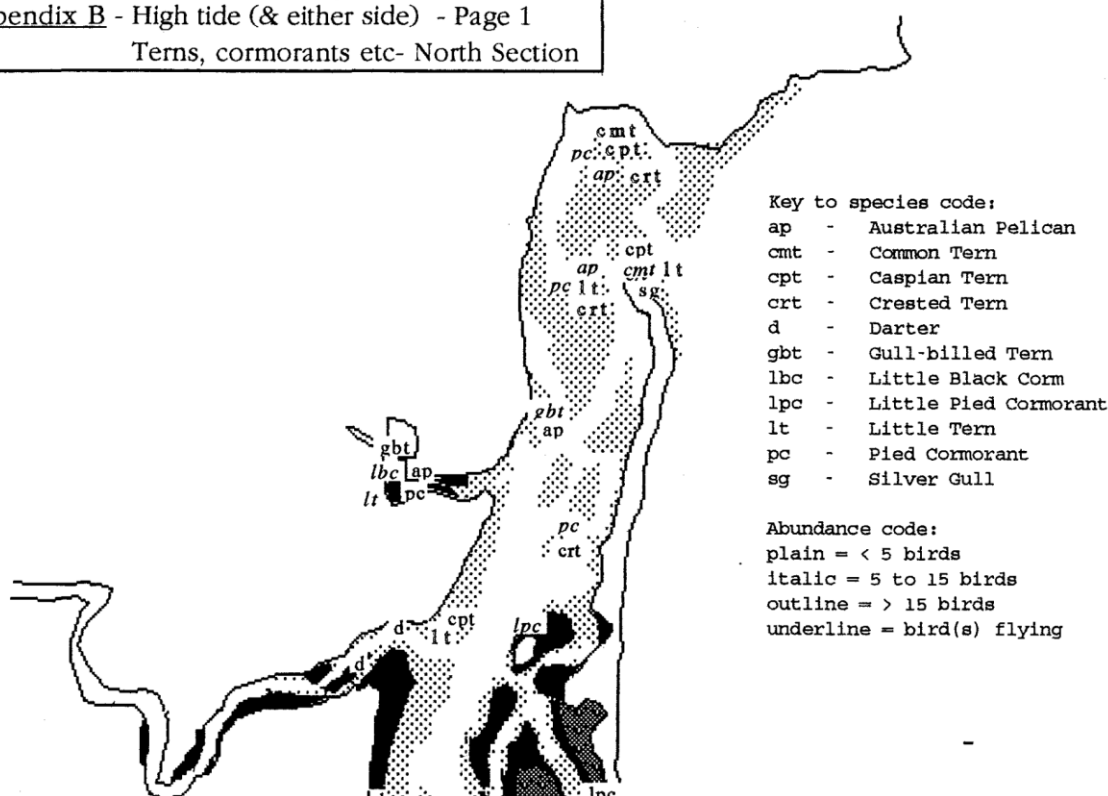 pendix B - High tide (& either side) - Page 1
Terns, cormorants etc- North Section
cmt
pc cpt
ap crt
cpt
ap cmt lt
pc lt sg
crt
gbt
ap
gbt
lbc ap
lt pc
pc
crt
d lt cpt lpc
d
lpc
Key to species code:
ap - Australian Pelican
cmt - Common Tern
cpt - Caspian Tern
crt - Crested Tern
d - Darter
gbt - Gull-billed Tern
lbc - Little Black Corm
lpc - Little Pied Cormorant
lt - Little Tern
pc - Pied Cormorant
sg - Silver Gull
Abundance code:
plain = < 5 birds
italic = 5 to 15 birds
outline = > 15 birds
underline = bird(s) flying